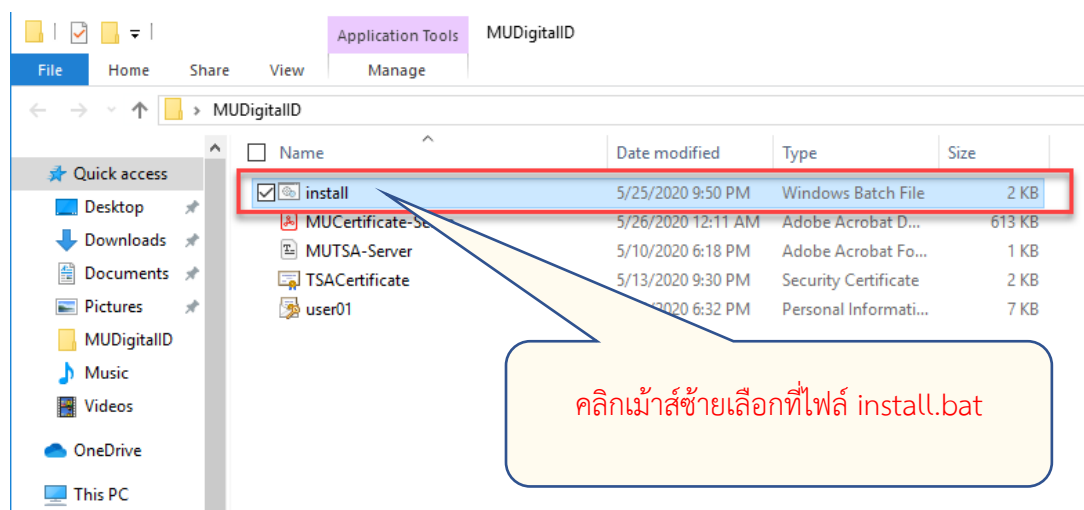 Application Tools MUDigitalID
File Home Share View Manage
MUDigitalID
Name Date modified Type Size
Quick access
install 5/25/2020 9:50 PM Windows Batch File 2 KB
Desktop
MUCertificate-Se 5/26/2020 12:11 AM Adobe Acrobat D... 613 KB
Downloads
MUTSA-Server 5/10/2020 6:18 PM Adobe Acrobat Fo... 1 KB
Documents
TSACertificate 5/13/2020 9:30 PM Security Certificate 2 KB
Pictures
user01 2020 6:32 PM Personal Informati... 7 KB
MUDigitalID
Music
Videos
คลิกเม้าส์ซ้ายเลือกที่ไฟล์ install.bat
OneDrive
This PC